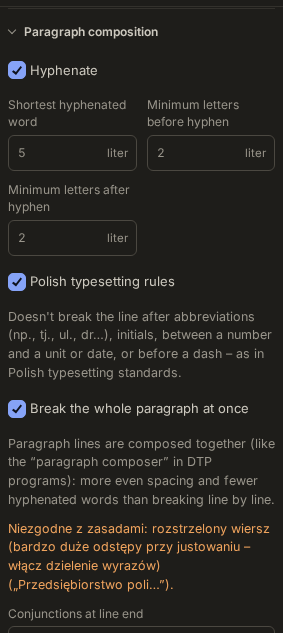 Paragraph composition
Hyphenate
Shortest hyphenated word
Minimum letters before hyphen
5 liter
2 liter
Minimum letters after hyphen
2 liter
Polish typesetting rules
Doesn't break the line after abbreviations
(np., tj., ul., dr…), initials, between a number
and a unit or date, or before a dash – as in
Polish typesetting standards.
Break the whole paragraph at once
Paragraph lines are composed together (like
the “paragraph composer” in DTP
programs): more even spacing and fewer
hyphenated words than breaking line by line.
Niezgodne z zasadami: rozstrzelony wiersz
(bardzo duże odstępy przy justowaniu –
włącz dzielenie wyrazów)
(„Przedsiębiorstwo poli…”).
Conjunctions at line end